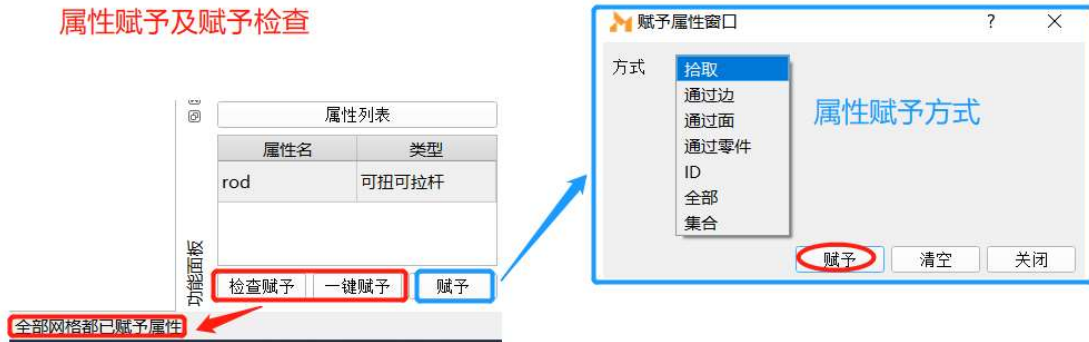 属性赋予及赋予检查
属性列表
属性名 类型
rod 可扭可拉杆
功能面板
检查赋予 一键赋予 赋予
全部网格都已赋予属性
赋予属性窗口 ?
方式
拾取
通过边
通过面
通过零件
ID
全部
集合
属性赋予方式
赋予 清空 关闭